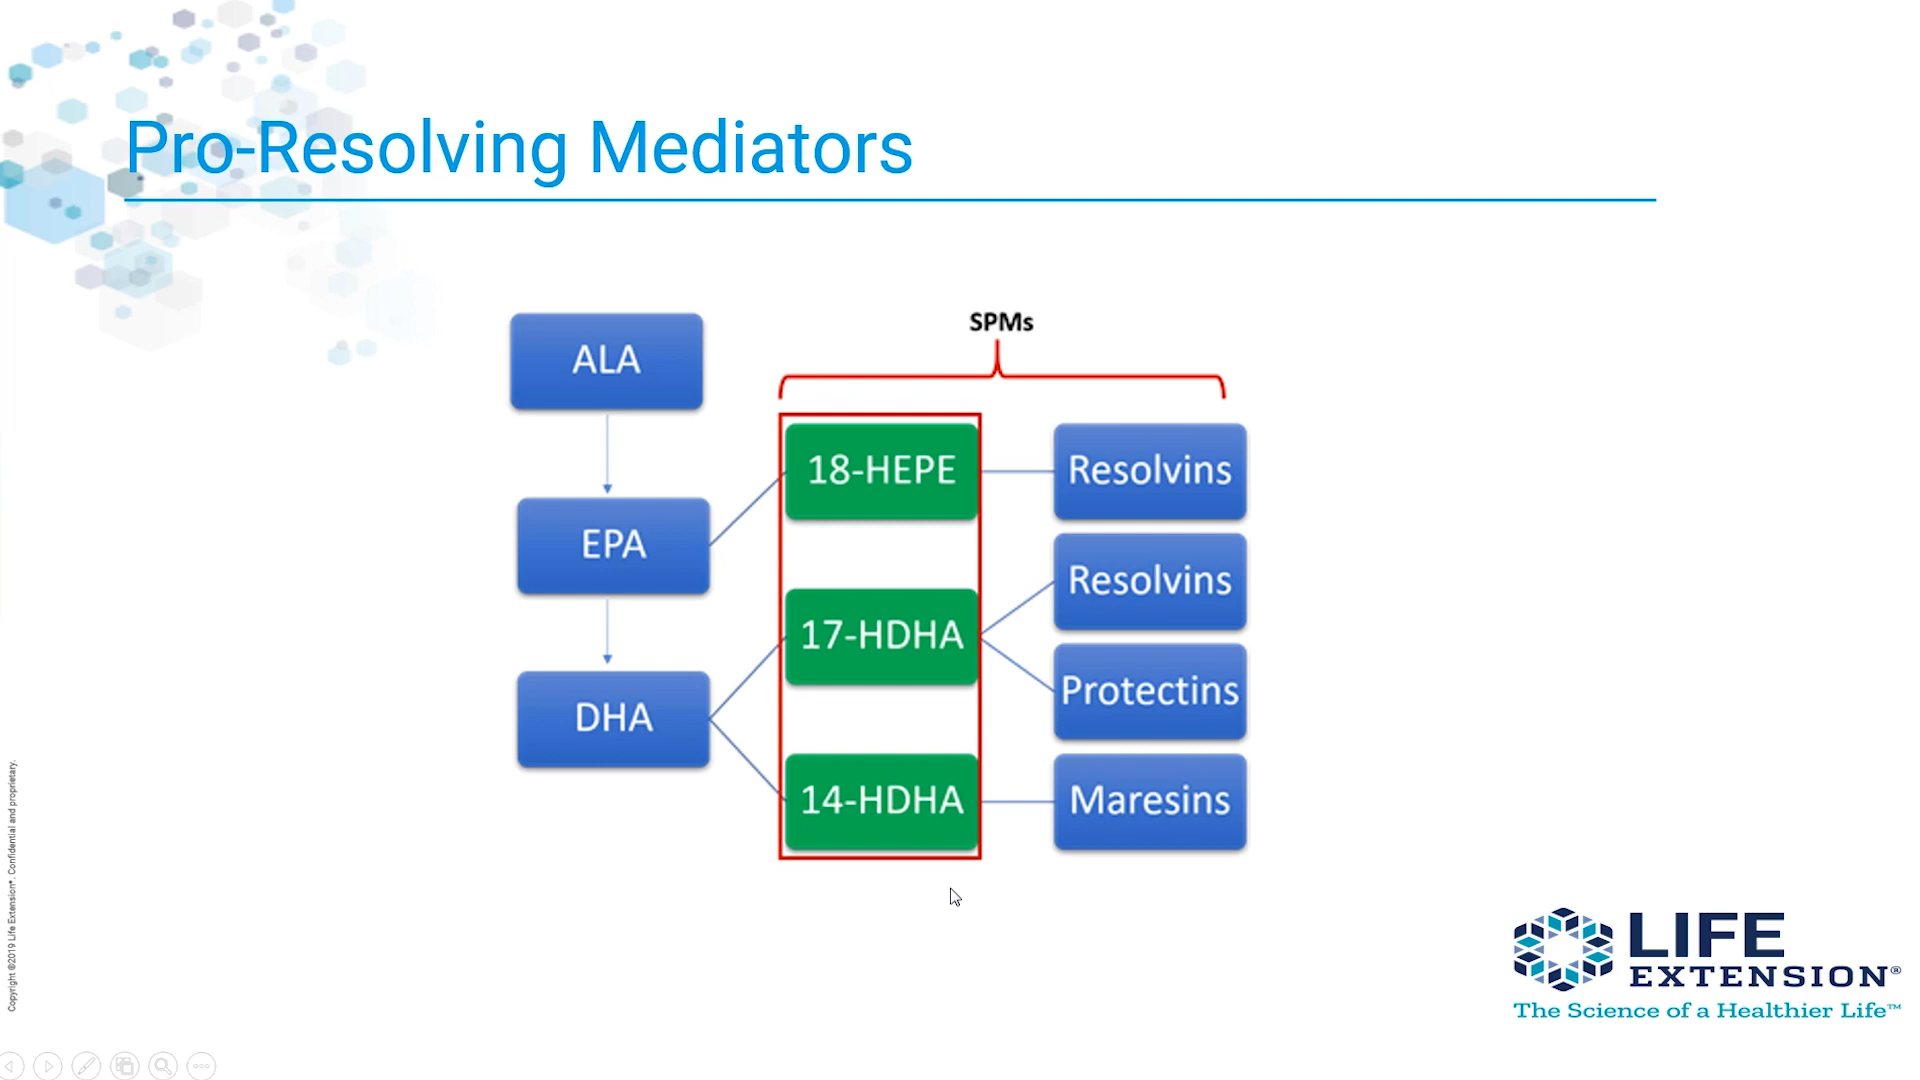 Pro-Resolving Mediators
SPMs
ALA
EPA
DHA
18-HEPE
17-HDHA
14-HDHA
Resolvins
Resolvins
Protectins
Maresins
Copyright ©2019 Life Extension®. Confidential and proprietary.
LIFE
EXTENSION®
The Science of a Healthier Life™